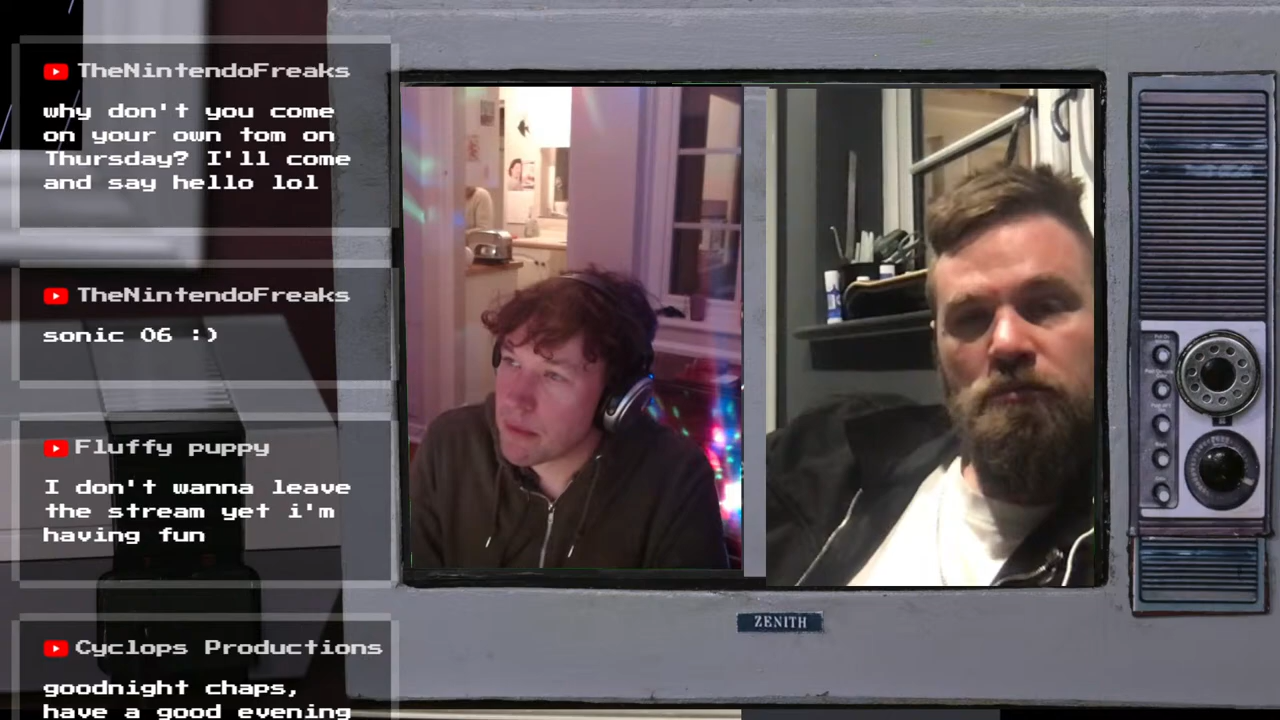 TheNintendoFreaks
why don't you come
on your own tom on
Thursday? I'll come
and say hello lol
TheNintendoFreaks
sonic 06 :)
Fluffy puppy
I don't wanna leave
the stream yet i'm
having fun
Cyclops Productions
goodnight chaps,
have a good evening
ZENITH